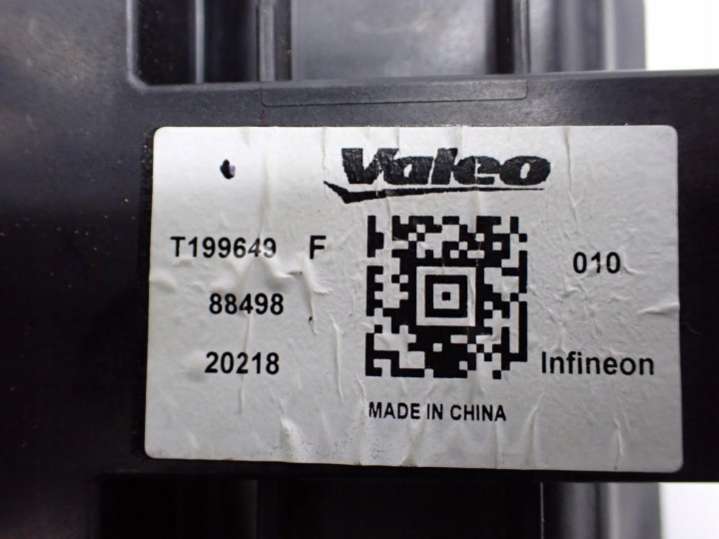 Valeo
T199649 F
010
88498
20218
Infineon
MADE IN CHINA